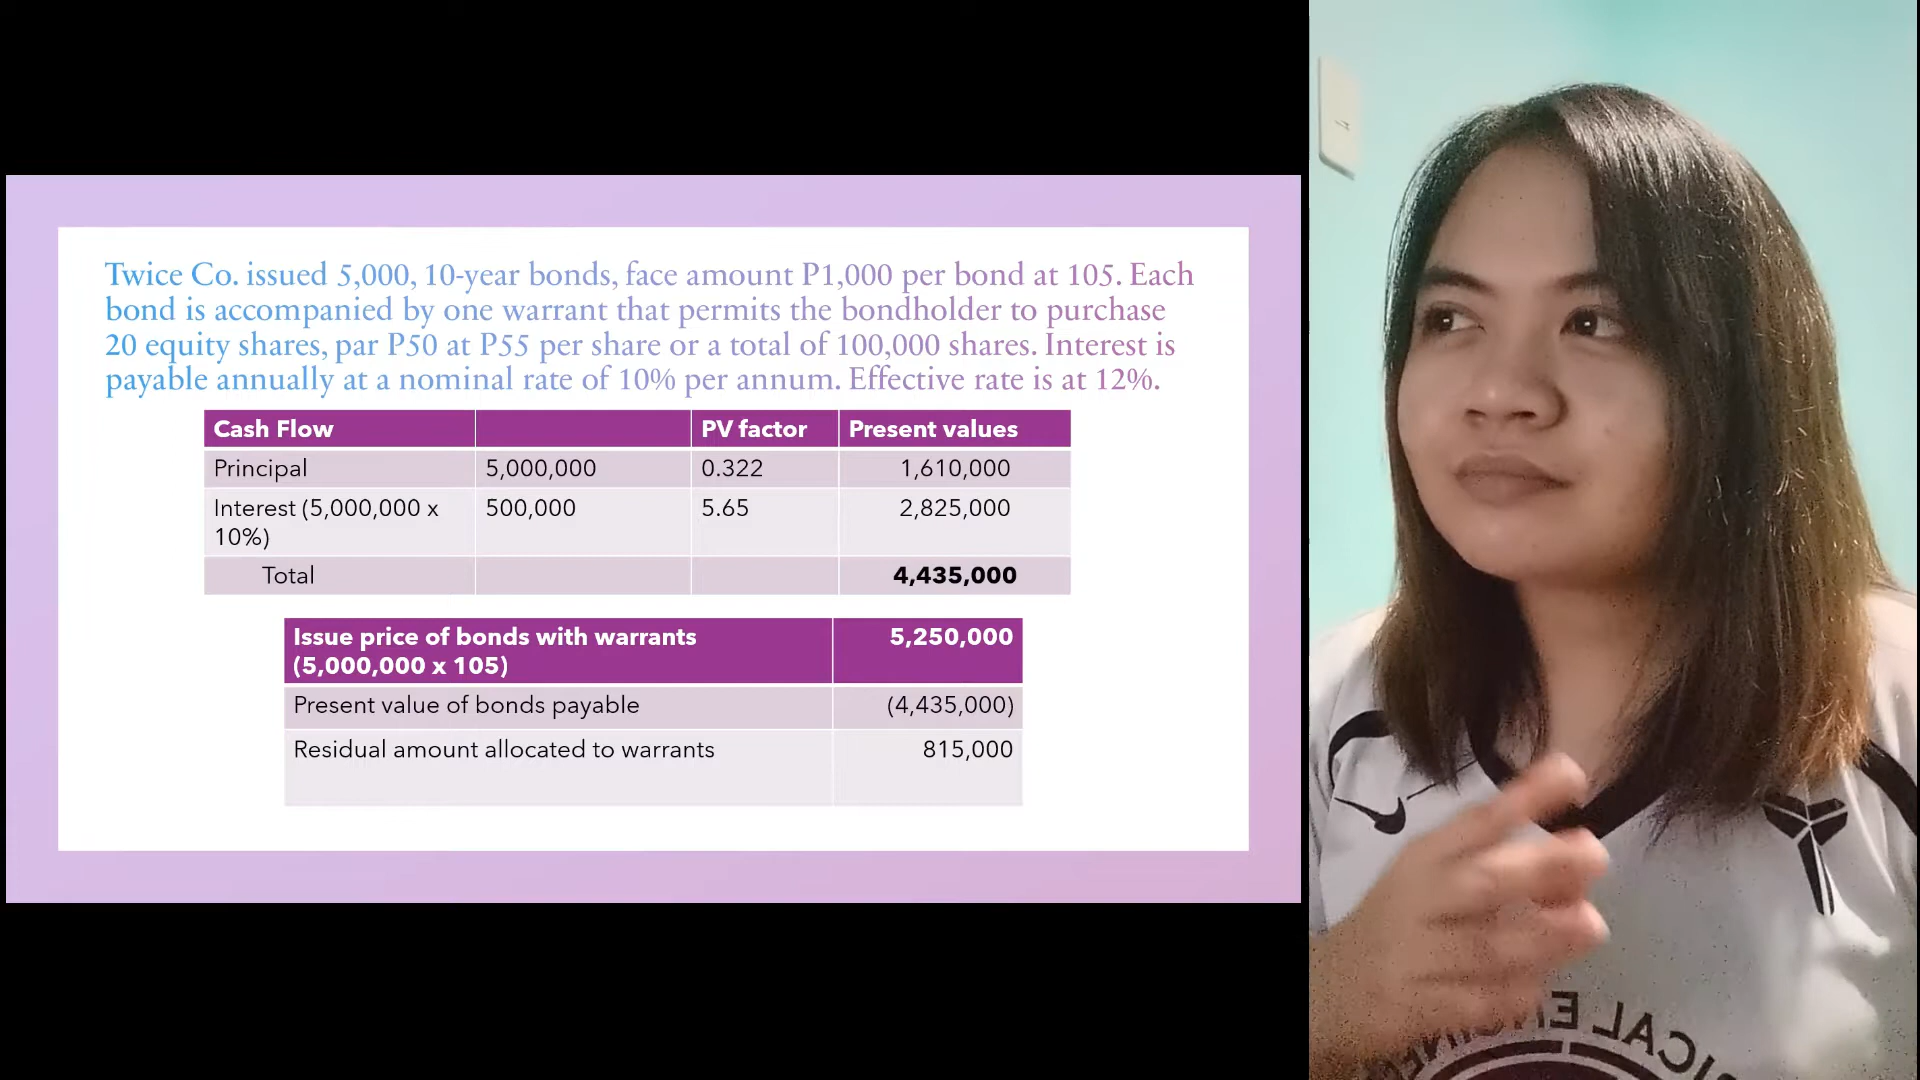 Twice Co. issued 5,000, 10-year bonds, face amount P1,000 per bond at 105. Each
bond is accompanied by one warrant that permits the bondholder to purchase
20 equity shares, par P50 at P55 per share or a total of 100,000 shares. Interest is
payable annually at a nominal rate of 10% per annum. Effective rate is at 12%.
Cash Flow PV factor Present values
Principal 5,000,000 0.322 1,610,000
Interest (5,000,000 x 500,000 5.65 2,825,000
10%)
Total 4,435,000
Issue price of bonds with warrants 5,250,000
(5,000,000 x 105)
Present value of bonds payable (4,435,000)
Residual amount allocated to warrants 815,000